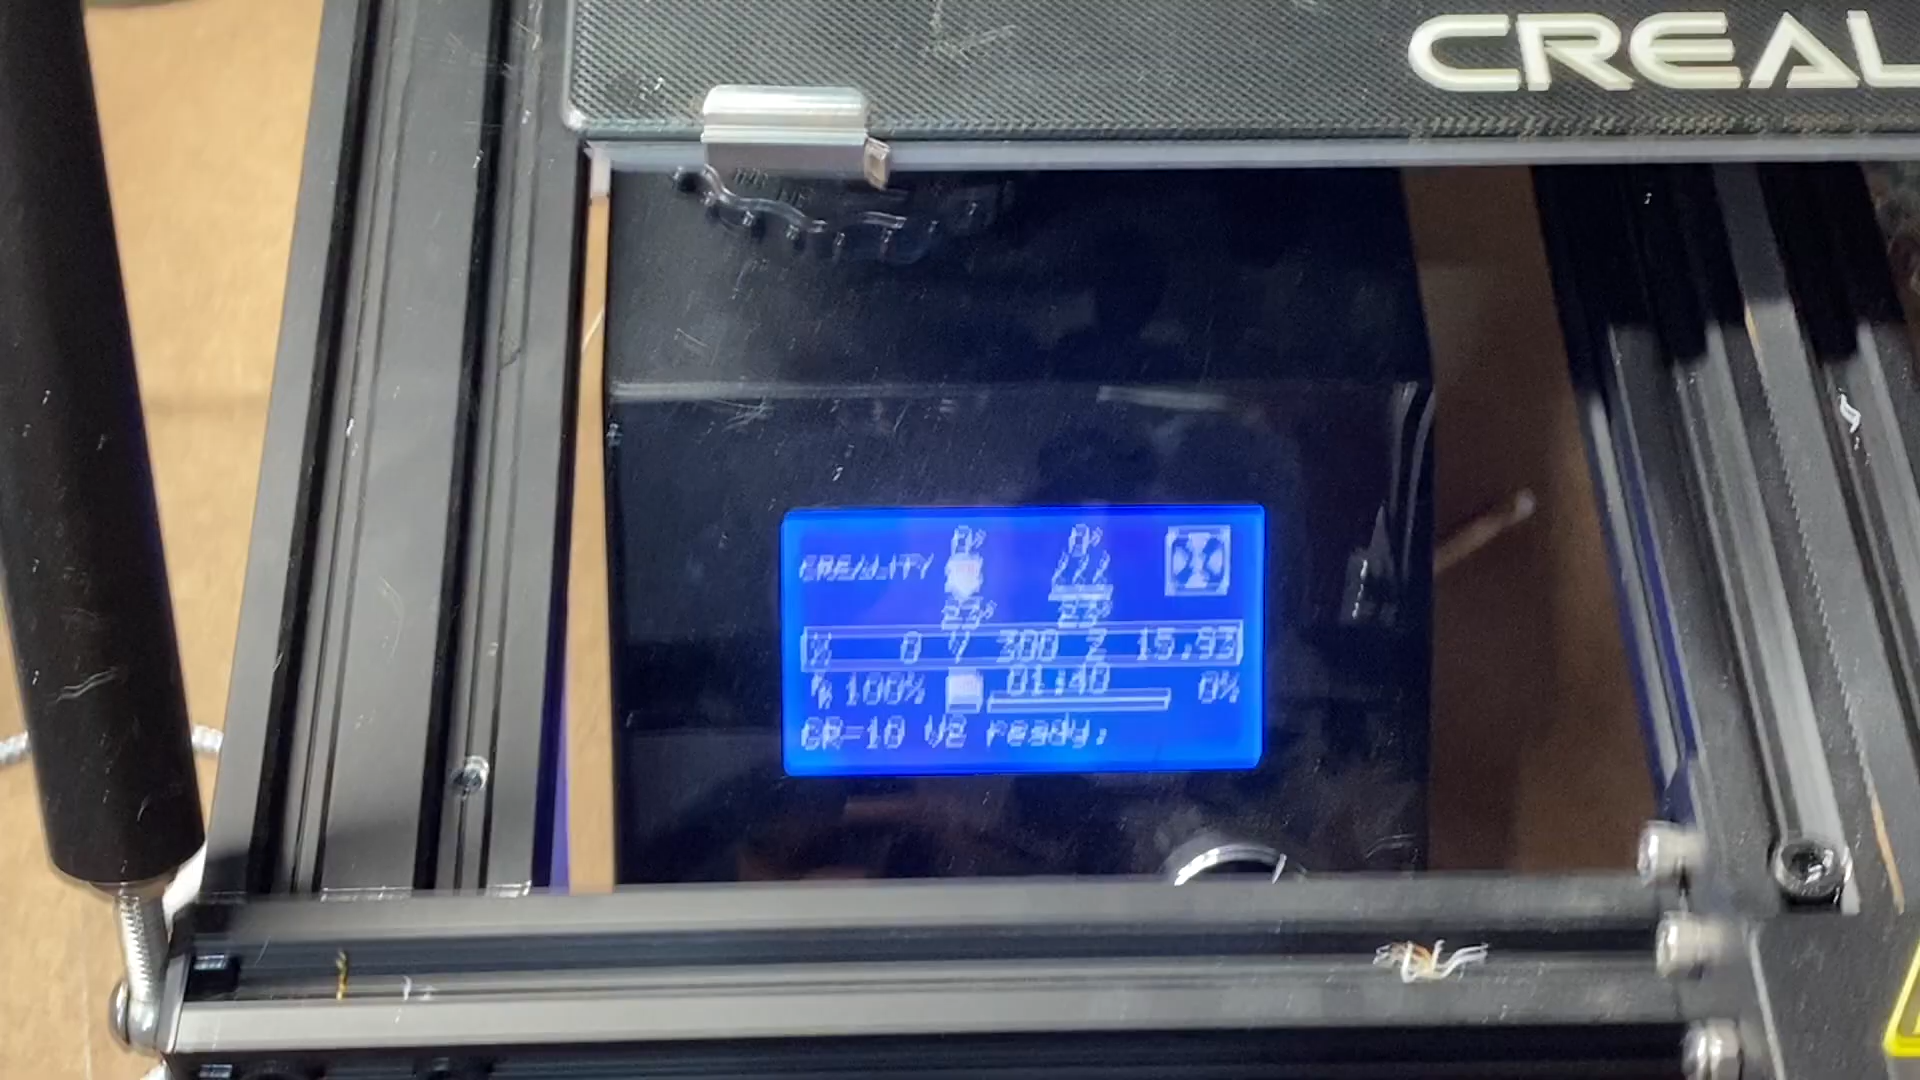 CREAL
CREALITY 0° 0°
23° 23°
X 0 Y 300 Z 15.93
100% 01:40 0%
CR-10 V2 ready.